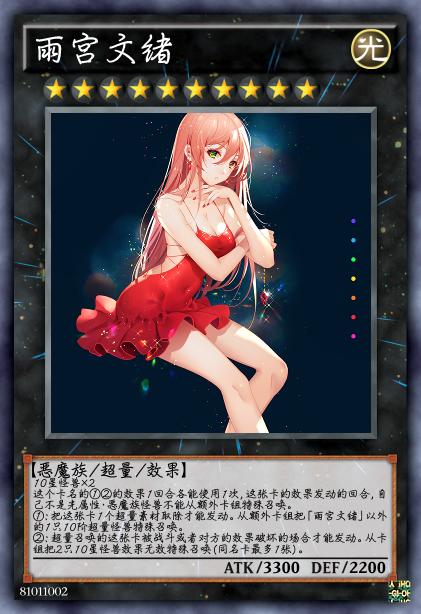 雨宫文绪
光
【恶魔族/超量/效果】
10星怪兽×2
这个卡名的①②的效果1回合各能使用1次,这张卡的效果发动的回合,自
己不是光属性·恶魔族怪兽不能从额外卡组特殊召唤。
①:把这张卡1个超量素材取除才能发动。从额外卡组把「雨宫文绪」以外
的1只10阶超量怪兽特殊召唤。
②:超量召唤的这张卡被战斗或者对方的效果破坏的场合才能发动。从卡
组把2只10星怪兽效果无效特殊召唤(同名卡最多1张)。
ATK/3300 DEF/2200
81011002